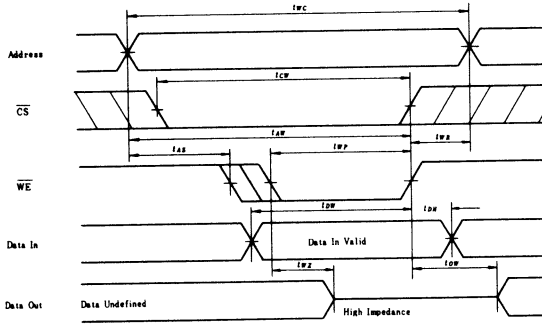 tWC
Address
tCW
CS
tAW
tWR
tAS
tWP
WE
tDW
tDH
Data In
Data In Valid
tWZ
tOW
Data Out
Data Undefined
High Impedance